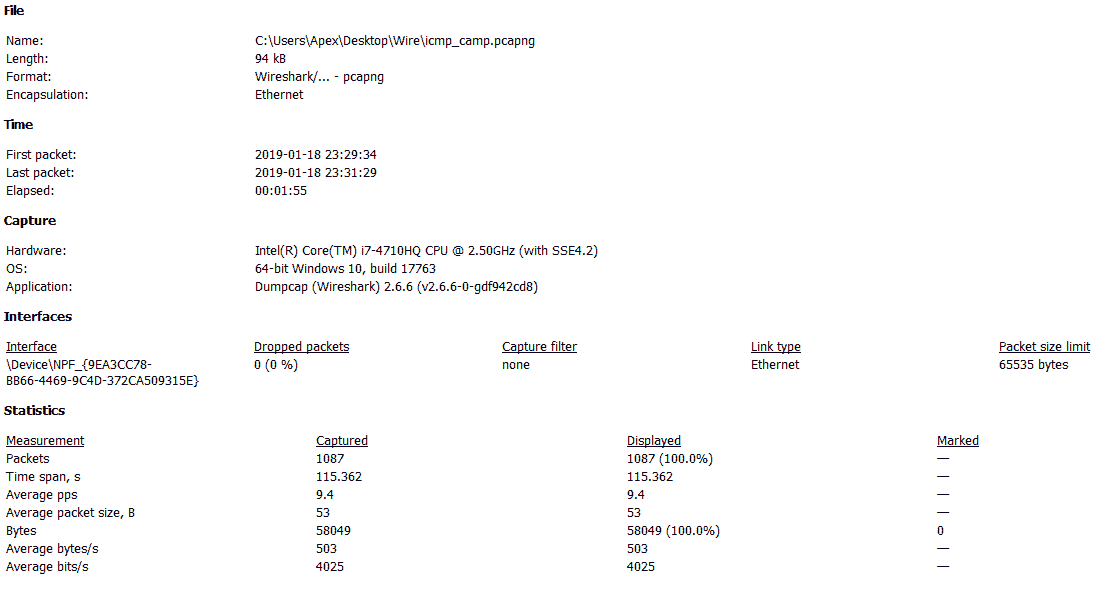 File
Name: C:\Users\Apex\Desktop\Wire\icmp_camp.pcapng
Length: 94 kB
Format: Wireshark/... - pcapng
Encapsulation: Ethernet
Time
First packet: 2019-01-18 23:29:34
Last packet: 2019-01-18 23:31:29
Elapsed: 00:01:55
Capture
Hardware: Intel(R) Core(TM) i7-4710HQ CPU @ 2.50GHz (with SSE4.2)
OS: 64-bit Windows 10, build 17763
Application: Dumpcap (Wireshark) 2.6.6 (v2.6.6-0-gdf942cd8)
Interfaces
Interface Dropped packets Capture filter Link type Packet size limit
\Device\NPF_{9EA3CC78- 0 (0 %) none Ethernet 65535 bytes
BB66-4469-9C4D-372CA509315E}
Statistics
Measurement Captured Displayed Marked
Packets 1087 1087 (100.0%) —
Time span, s 115.362 115.362 —
Average pps 9.4 9.4 —
Average packet size, B 53 53 —
Bytes 58049 58049 (100.0%) 0
Average bytes/s 503 503 —
Average bits/s 4025 4025 —